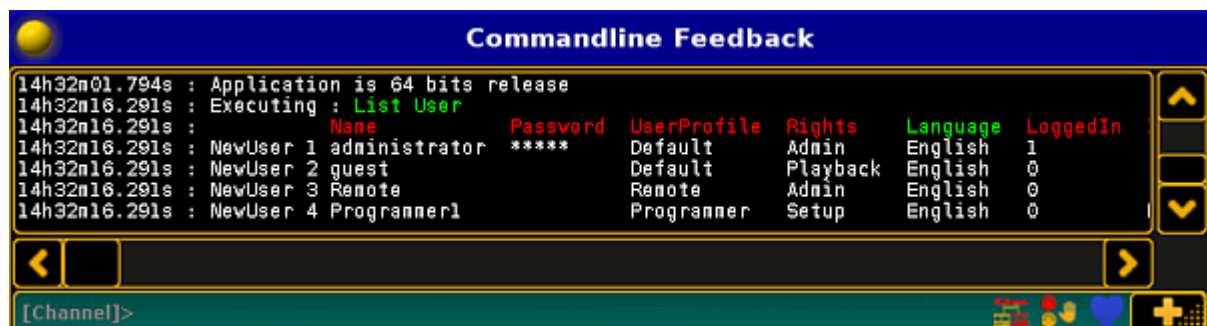 Commandline Feedback
14h32m01.794s : Application is 64 bits release
14h32m16.291s : Executing : List User
14h32m16.291s : Name Password UserProfile Rights Language LoggedIn
14h32m16.291s : NewUser 1 administrator ***** Default Admin English 1
14h32m16.291s : NewUser 2 guest Default Playback English 0
14h32m16.291s : NewUser 3 Remote Remote Admin English 0
14h32m16.291s : NewUser 4 Programmer1 Programmer Setup English 0
[Channel]>